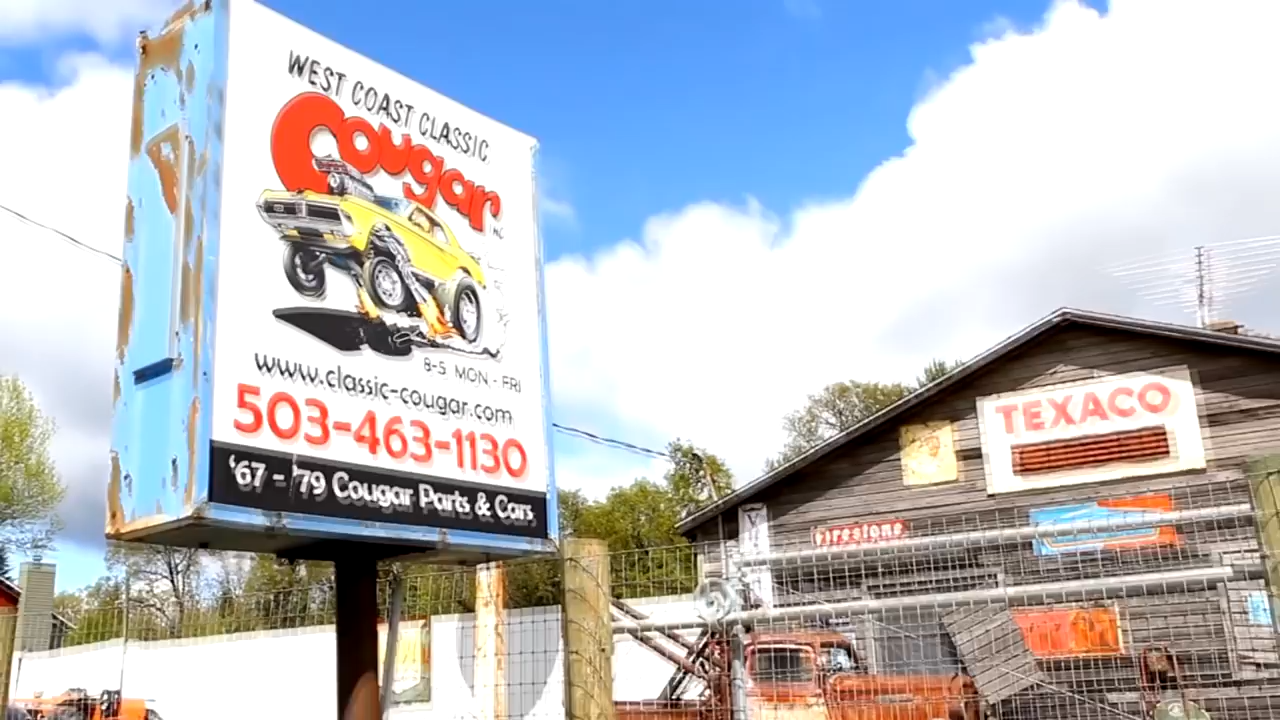 WEST COAST CLASSIC
Cougar
INC
8-5 MON - FRI
www.classic-cougar.com
503-463-1130
'67 - '79 Cougar Parts & Cars
TEXACO
Firestone